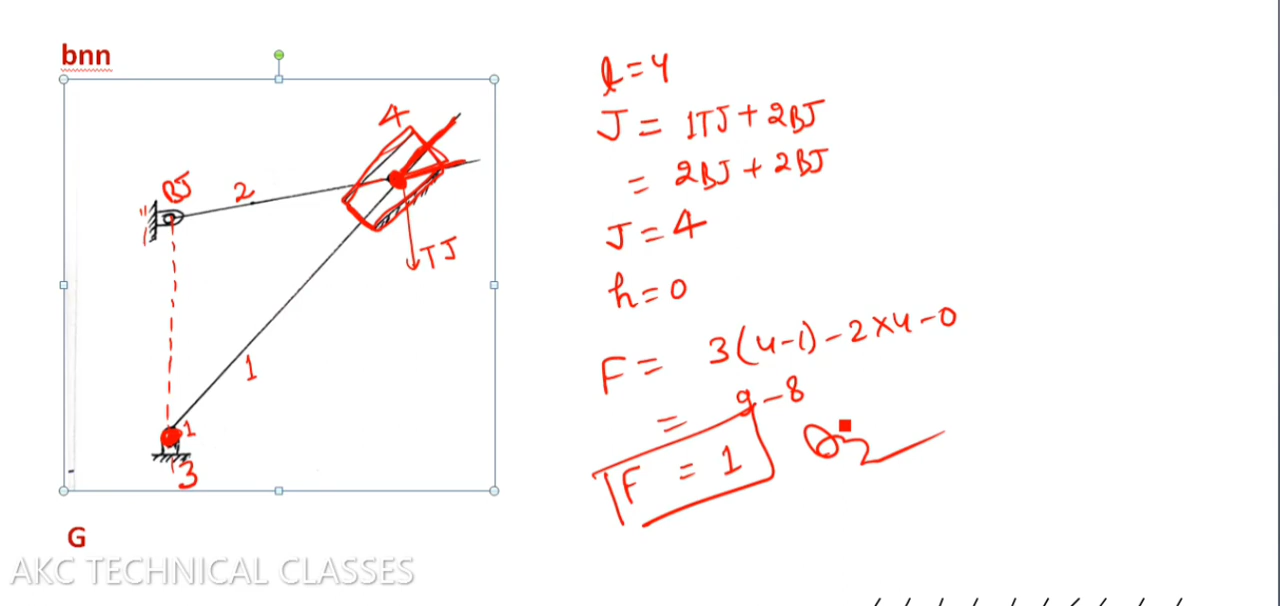 bnn
4
BJ
2
TJ
1
1
3
G
l = 4
J = 1TJ + 2BJ
= 2BJ + 2BJ
J = 4
h = 0
F = 3(4-1) - 2×4 - 0
= 9 - 8
F = 1
AKC TECHNICAL CLASSES